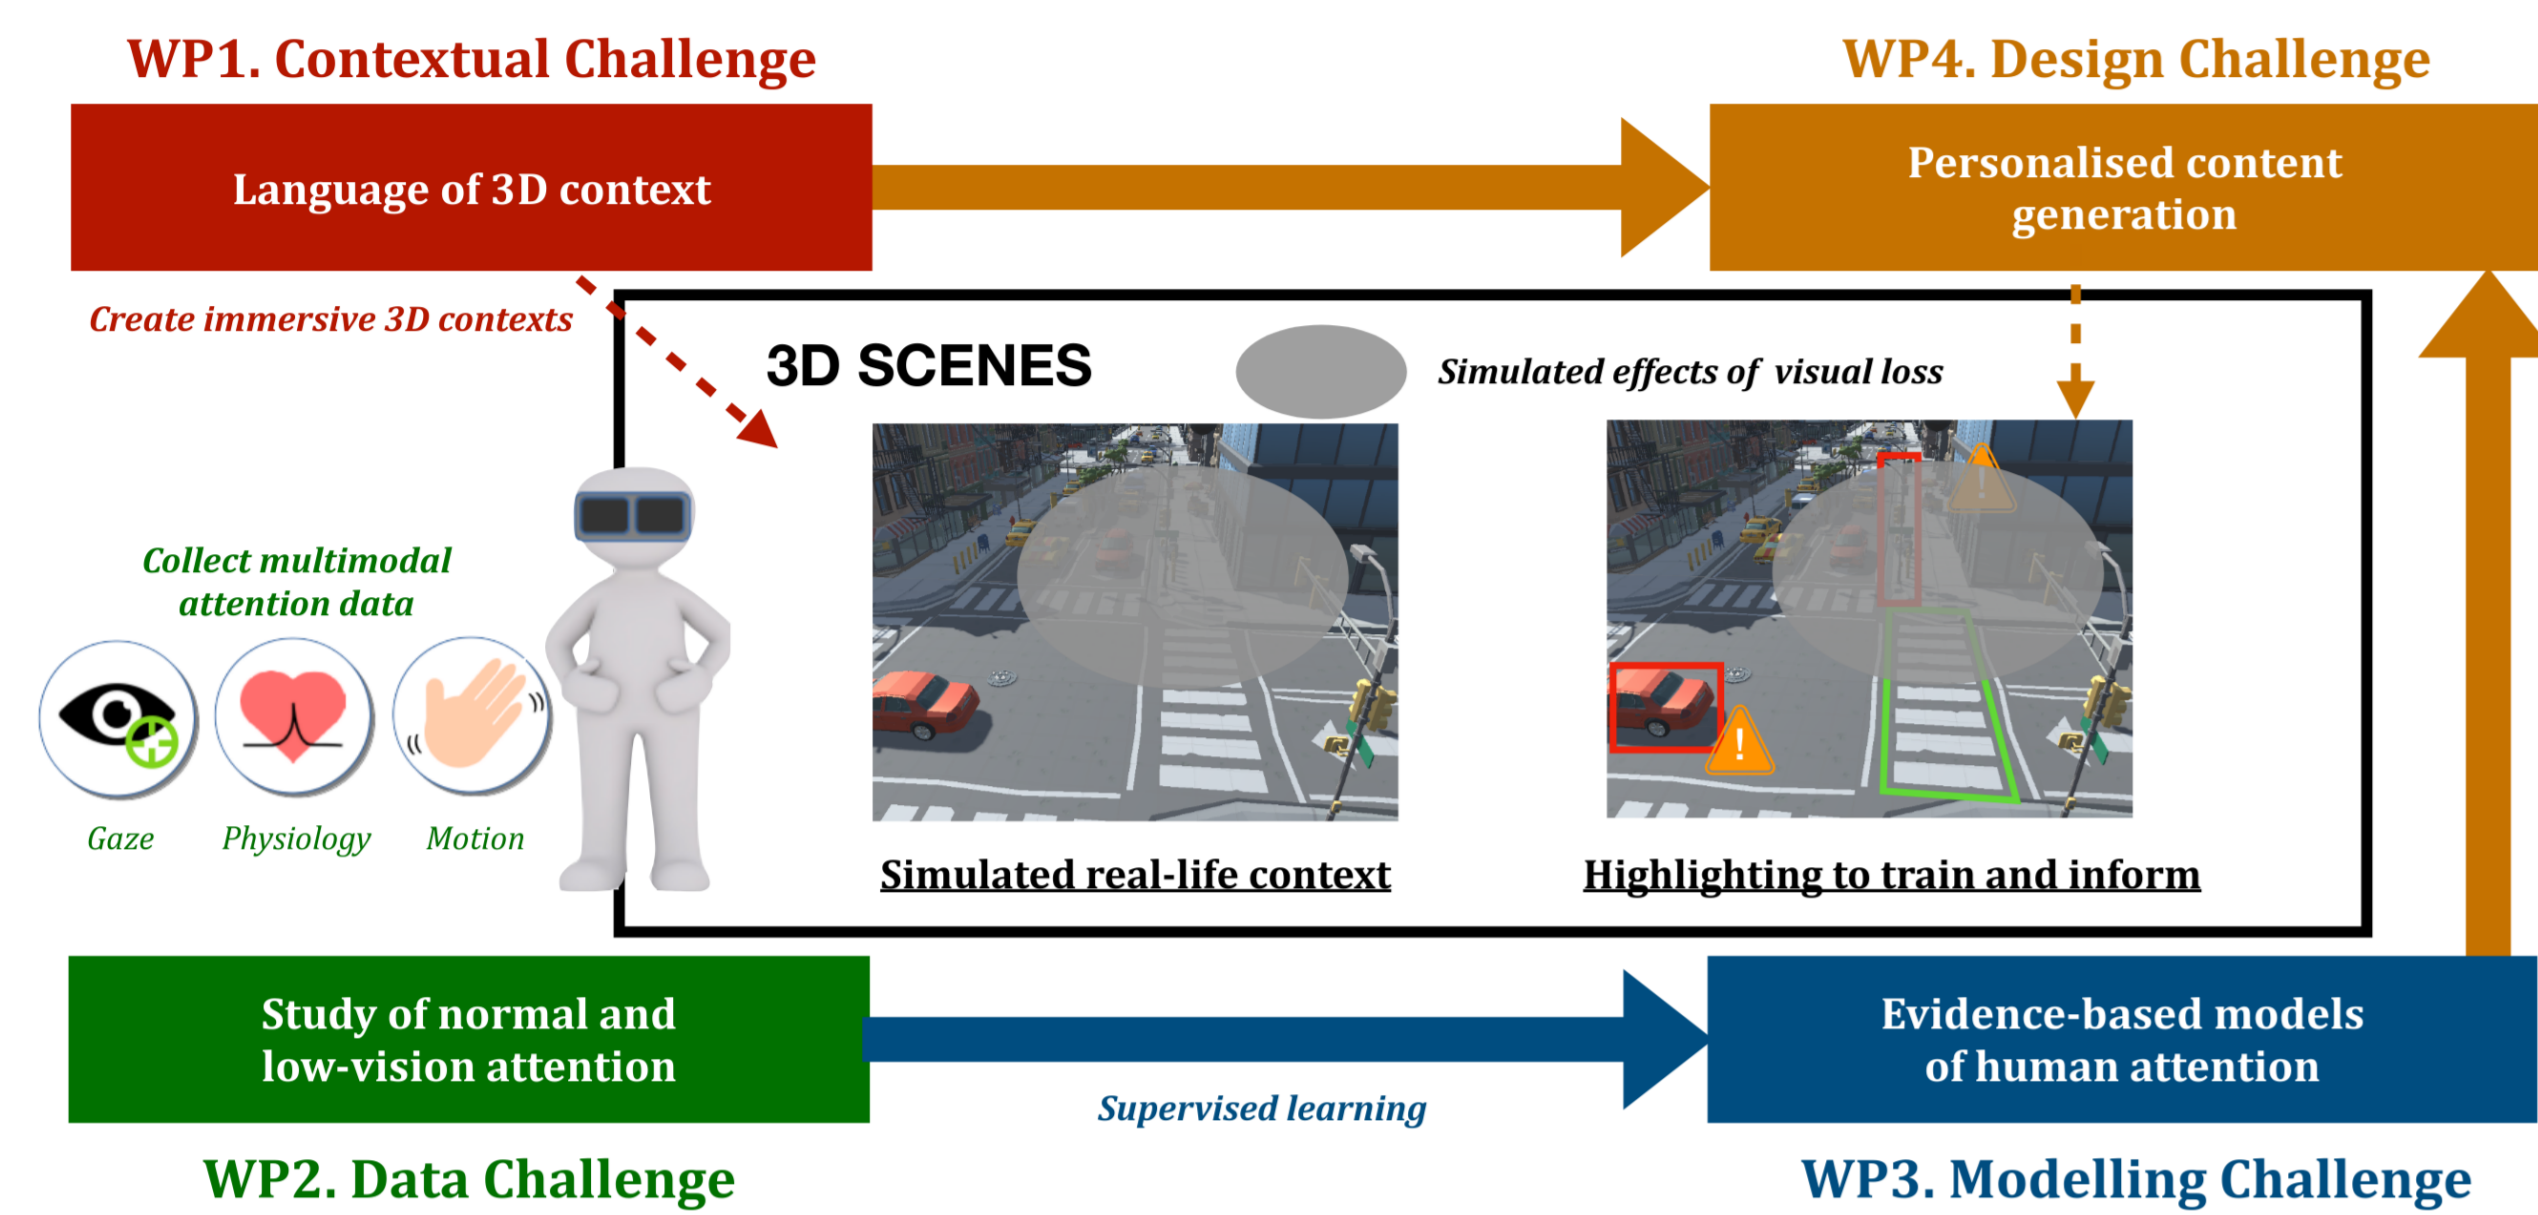 WP1. Contextual Challenge
WP4. Design Challenge
Language of 3D context
Personalised content
generation
Create immersive 3D contexts
3D SCENES
Simulated effects of visual loss
Collect multimodal
attention data
Gaze
Physiology
Motion
!
!
Simulated real-life context
Highlighting to train and inform
Study of normal and
low-vision attention
Supervised learning
Evidence-based models
of human attention
WP2. Data Challenge
WP3. Modelling Challenge